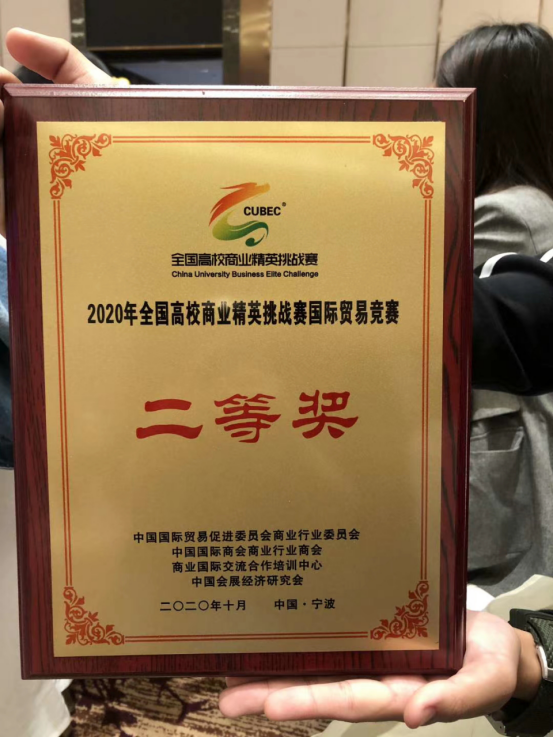 CUBEC®
全国高校商业精英挑战赛
China University Business Elite Challenge
2020年全国高校商业精英挑战赛国际贸易竞赛
二等奖
中国国际贸易促进委员会商业行业委员会
中国国际商会商业行业商会
商业国际交流合作培训中心
中国会展经济研究会
二〇二〇年十月 中国·宁波